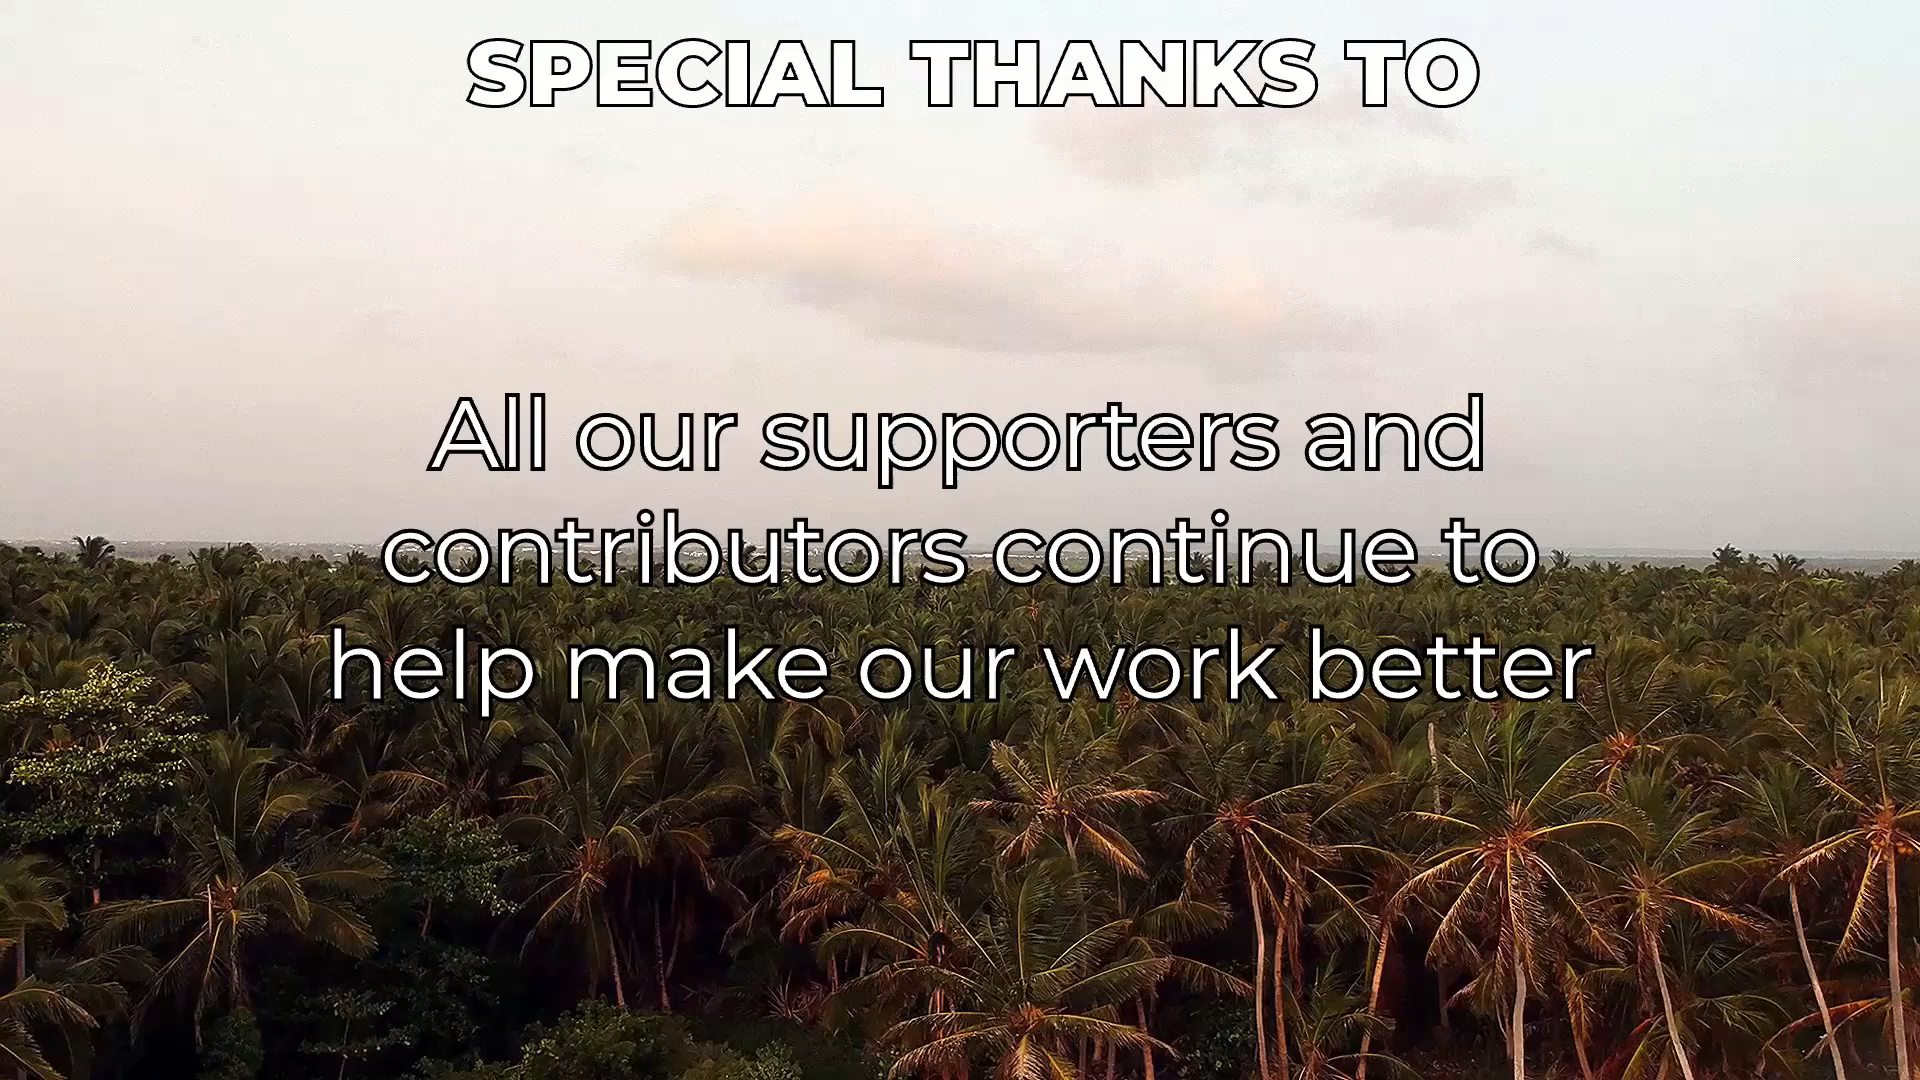 SPECIAL THANKS TO
All our supporters and
contributors continue to
help make our work better